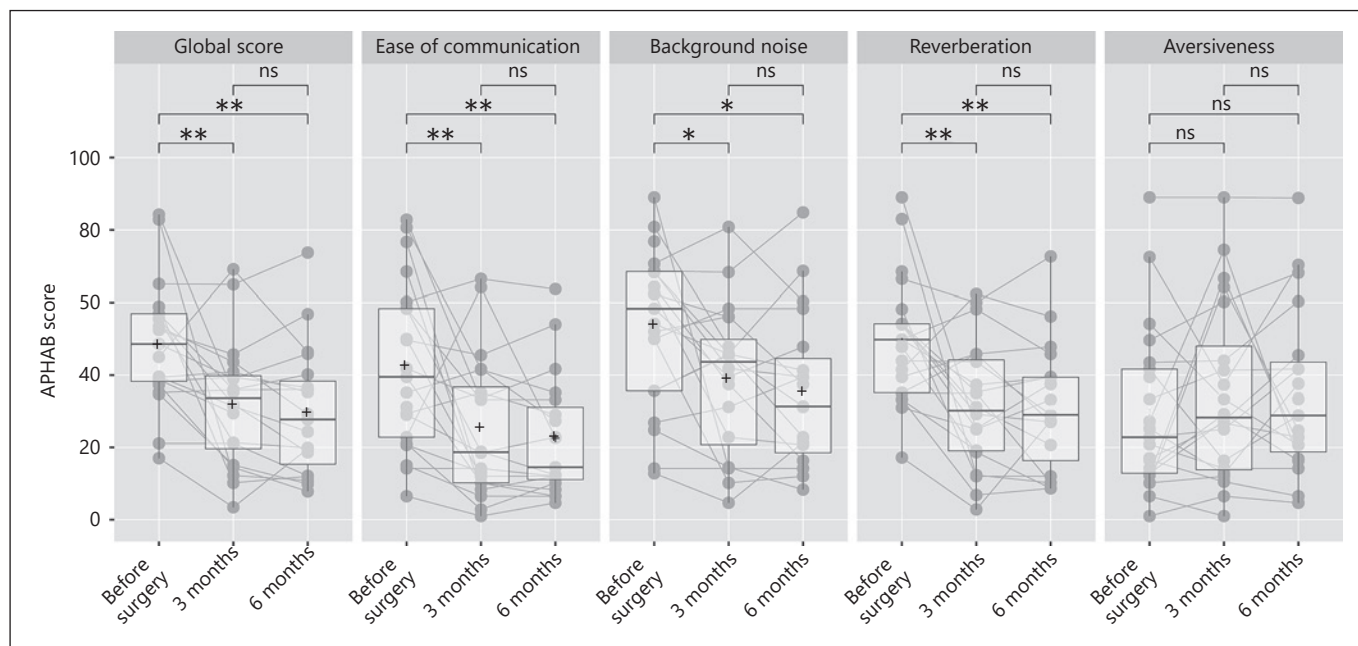 Global score
Ease of communication
Background noise
Reverberation
Aversiveness
ns
ns
ns
ns
ns
**
**
*
**
ns
**
**
*
**
ns
APHAB score
100
80
50
40
20
0
Before
surgery
3 months
6 months
Before
surgery
3 months
6 months
Before
surgery
3 months
6 months
Before
surgery
3 months
6 months
Before
surgery
3 months
6 months